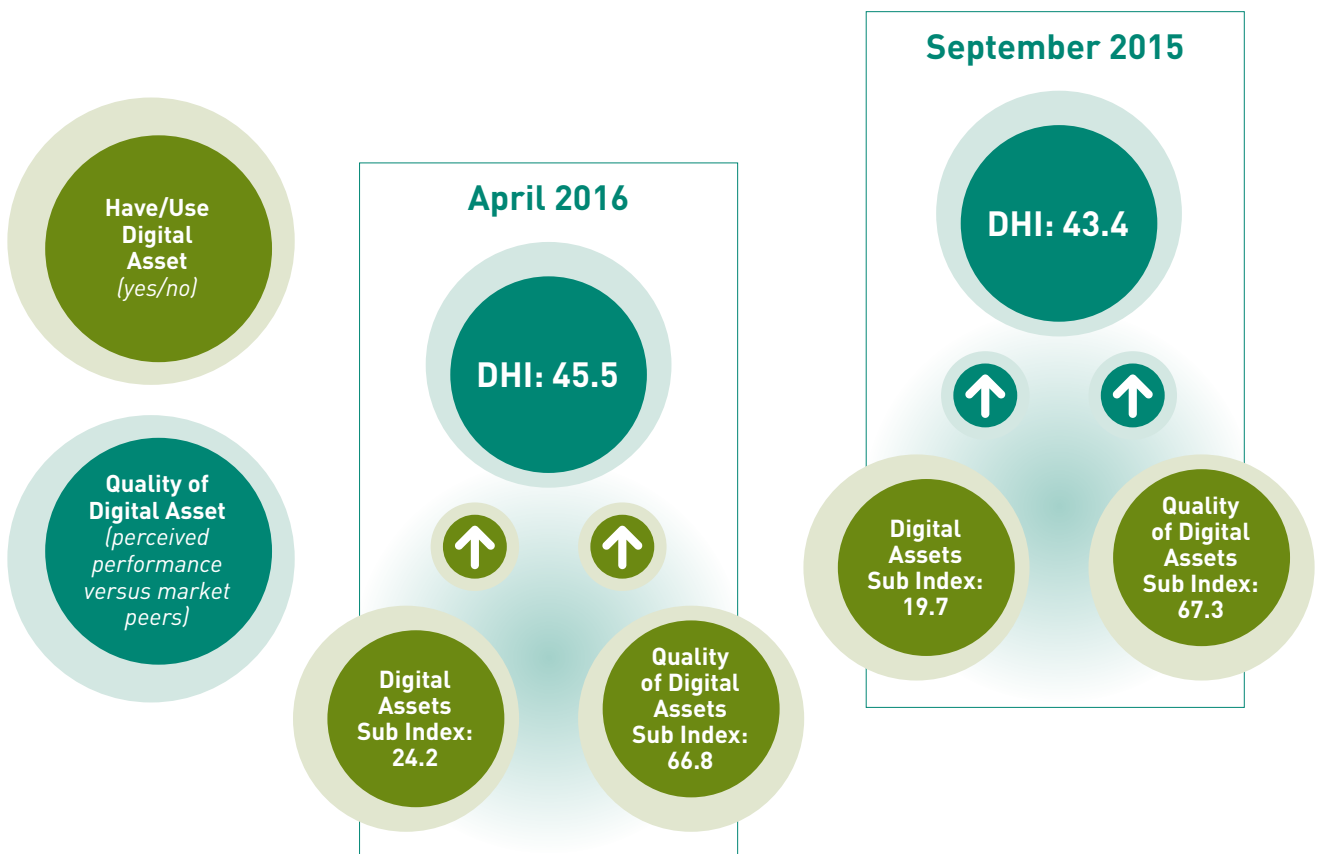 Have/Use
Digital
Asset
(yes/no)
Quality of
Digital Asset
(perceived
performance
versus market
peers)
April 2016
DHI: 45.5
Digital
Assets
Sub Index:
24.2
Quality
of Digital
Assets
Sub Index:
66.8
September 2015
DHI: 43.4
Digital
Assets
Sub Index:
19.7
Quality
of Digital
Assets
Sub Index:
67.3